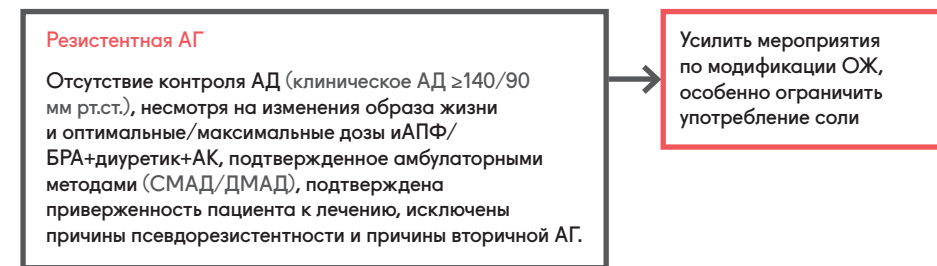 Резистентная АГ
Отсутствие контроля АД (клиническое АД ≥140/90
мм рт.ст.), несмотря на изменения образа жизни
и оптимальные/максимальные дозы иАПФ/
БРА+диуретик+АК, подтвержденное амбулаторными
методами (СМАД/ДМАД), подтверждена
приверженность пациента к лечению, исключены
причины псевдорезистентности и причины вторичной АГ.
Усилить мероприятия
по модификации ОЖ,
особенно ограничить
употребление соли